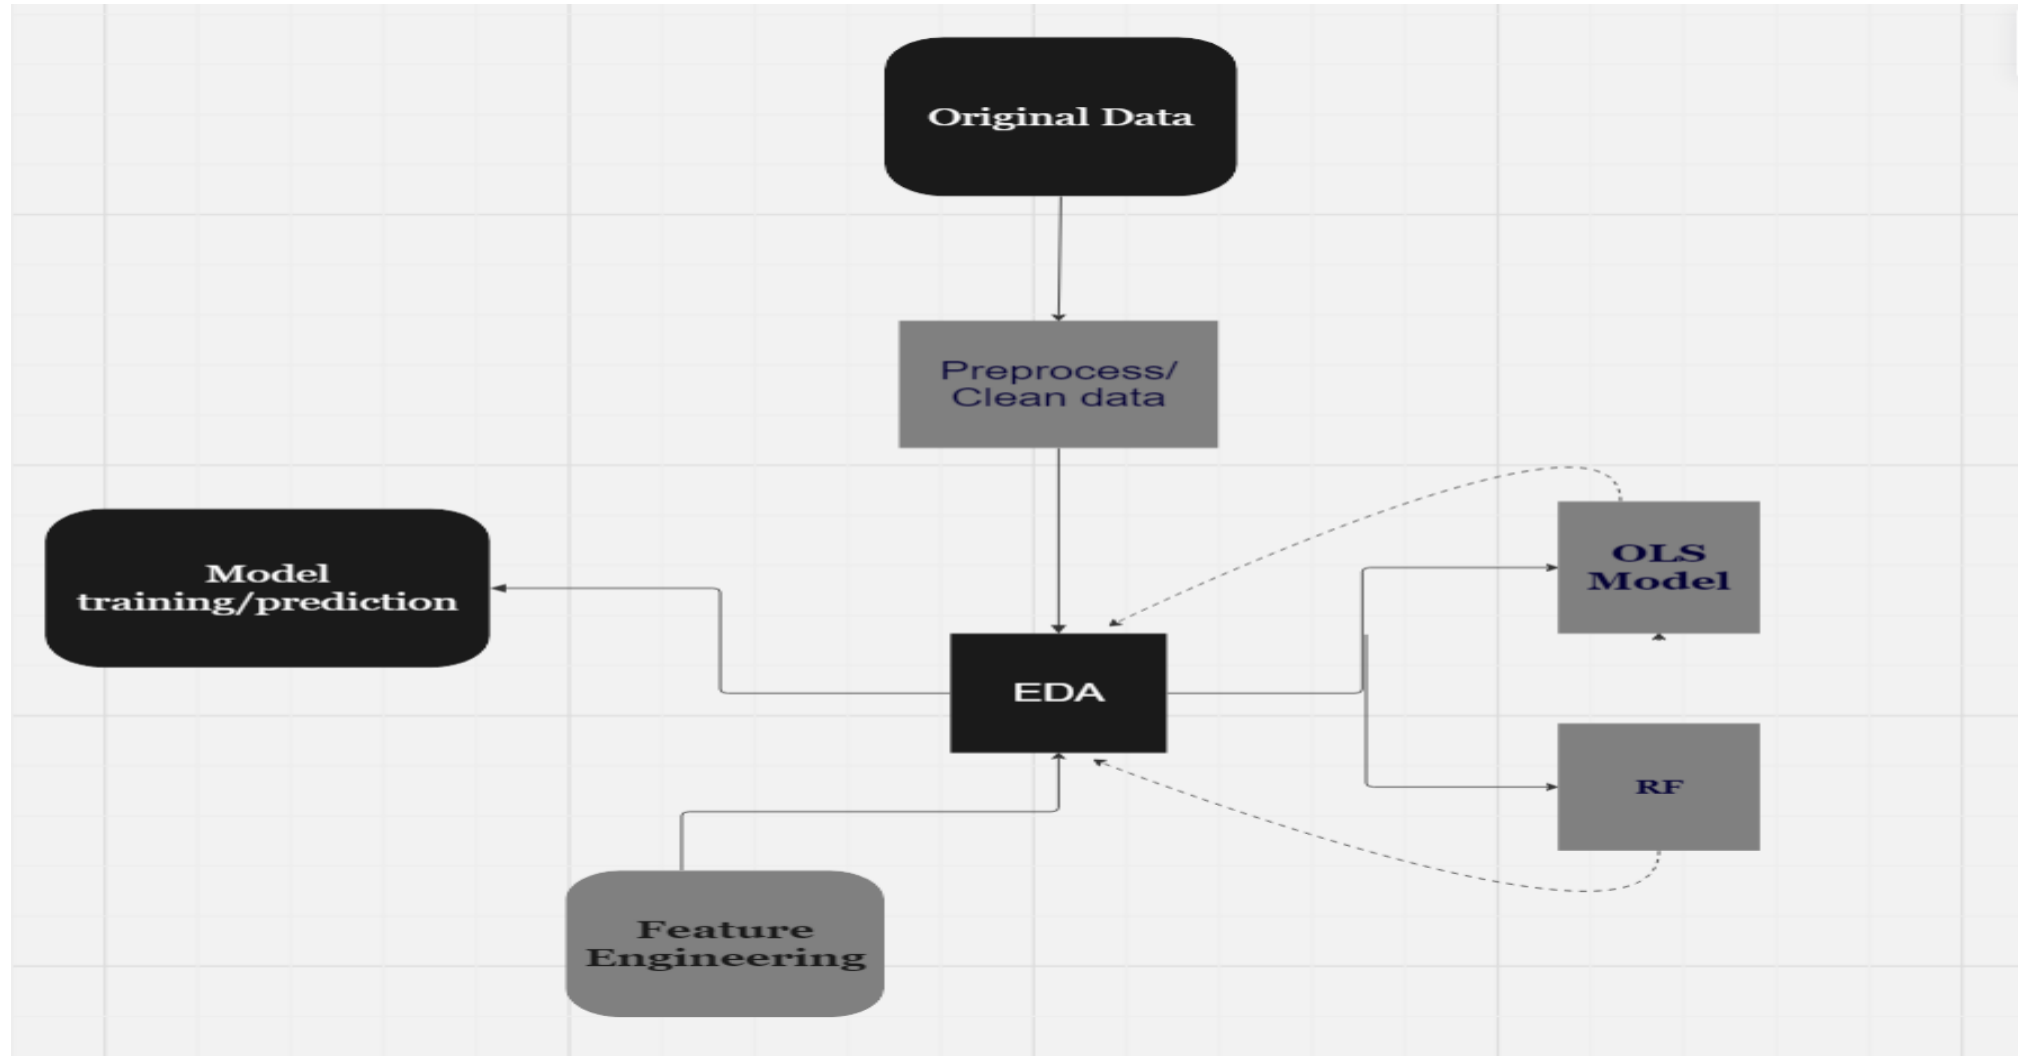 Original Data
Preprocess/
Clean data
OLS
Model
Model
training/prediction
EDA
RF
Feature
Engineering